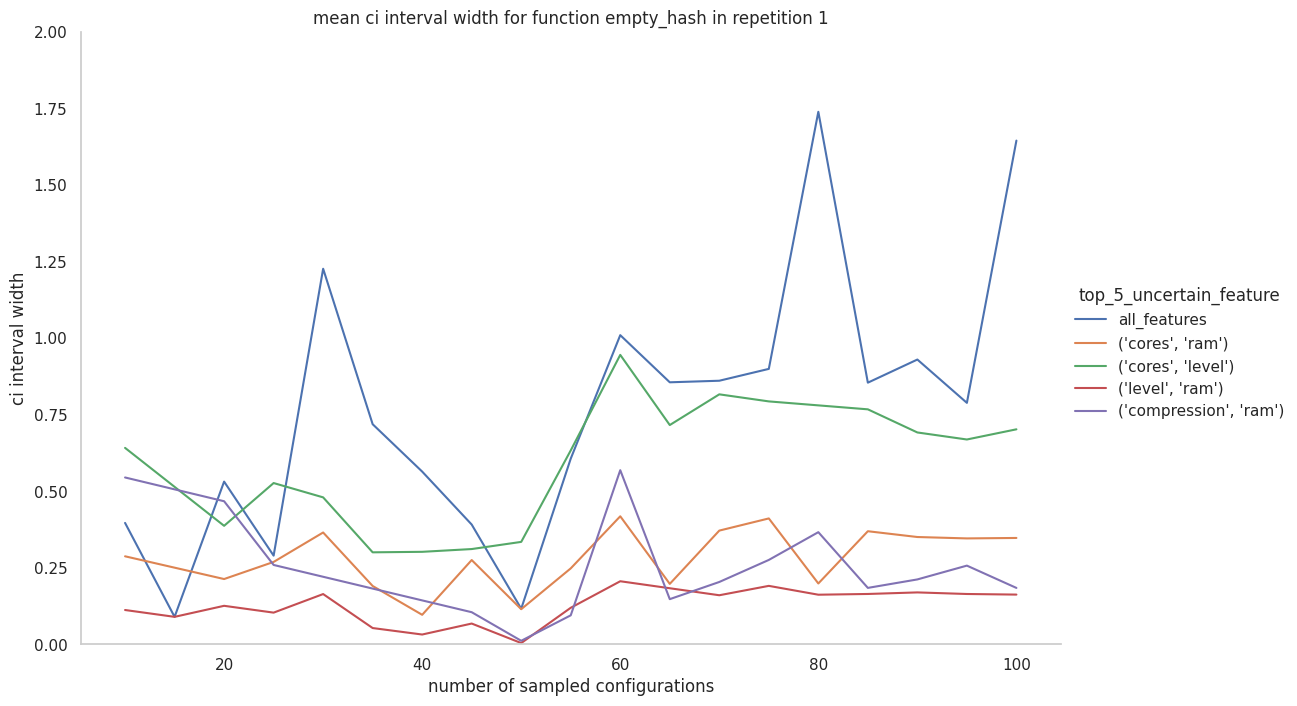 mean ci interval width for function empty_hash in repetition 1
2.00
1.75
1.50
1.25
1.00
0.75
0.50
0.25
0.00
ci interval width
20
40
60
80
100
number of sampled configurations
top_5_uncertain_feature
all_features
('cores', 'ram')
('cores', 'level')
('level', 'ram')
('compression', 'ram')